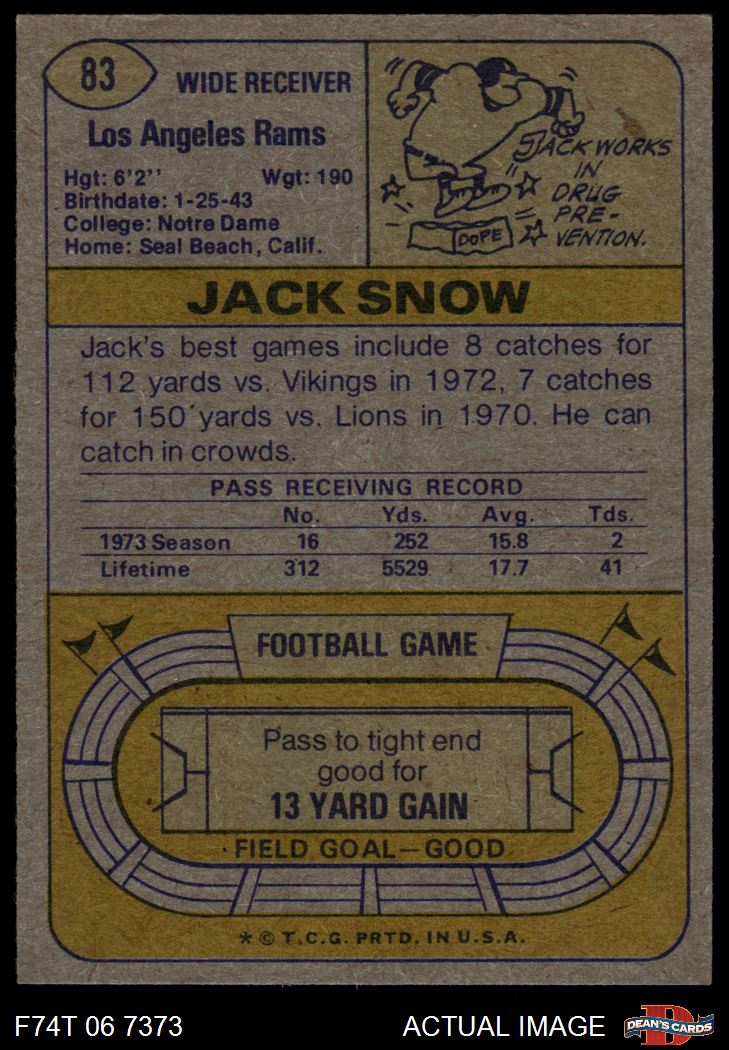 83
WIDE RECEIVER
Los Angeles Rams
Hgt: 6'2'' Wgt: 190
Birthdate: 1-25-43
College: Notre Dame
Home: Seal Beach, Calif.
JACK WORKS
IN
DRUG
PRE-
VENTION.
DOPE
JACK SNOW
Jack's best games include 8 catches for
112 yards vs. Vikings in 1972, 7 catches
for 150 yards vs. Lions in 1970. He can
catch in crowds.
PASS RECEIVING RECORD
No. Yds. Avg. Tds.
1973 Season 16 252 15.8 2
Lifetime 312 5529 17.7 41
FOOTBALL GAME
Pass to tight end
good for
13 YARD GAIN
FIELD GOAL—GOOD
* © T.C.G. PRTD. IN U.S.A.
F74T 06 7373 ACTUAL IMAGE
D
DEAN'S CARDS